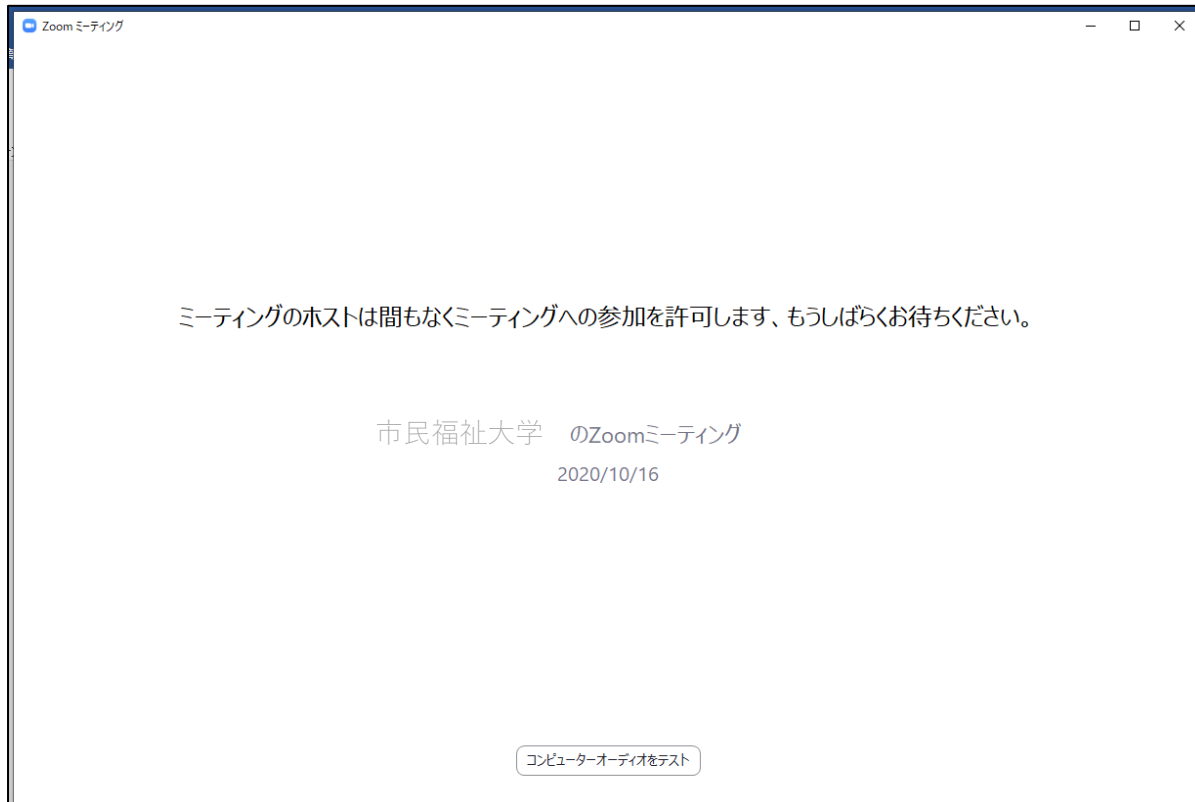 Zoom ミーティング
ミーティングのホストは間もなくミーティングへの参加を許可します、もうしばらくお待ちください。
市民福祉大学 のZoomミーティング
2020/10/16
コンピューターオーディオをテスト